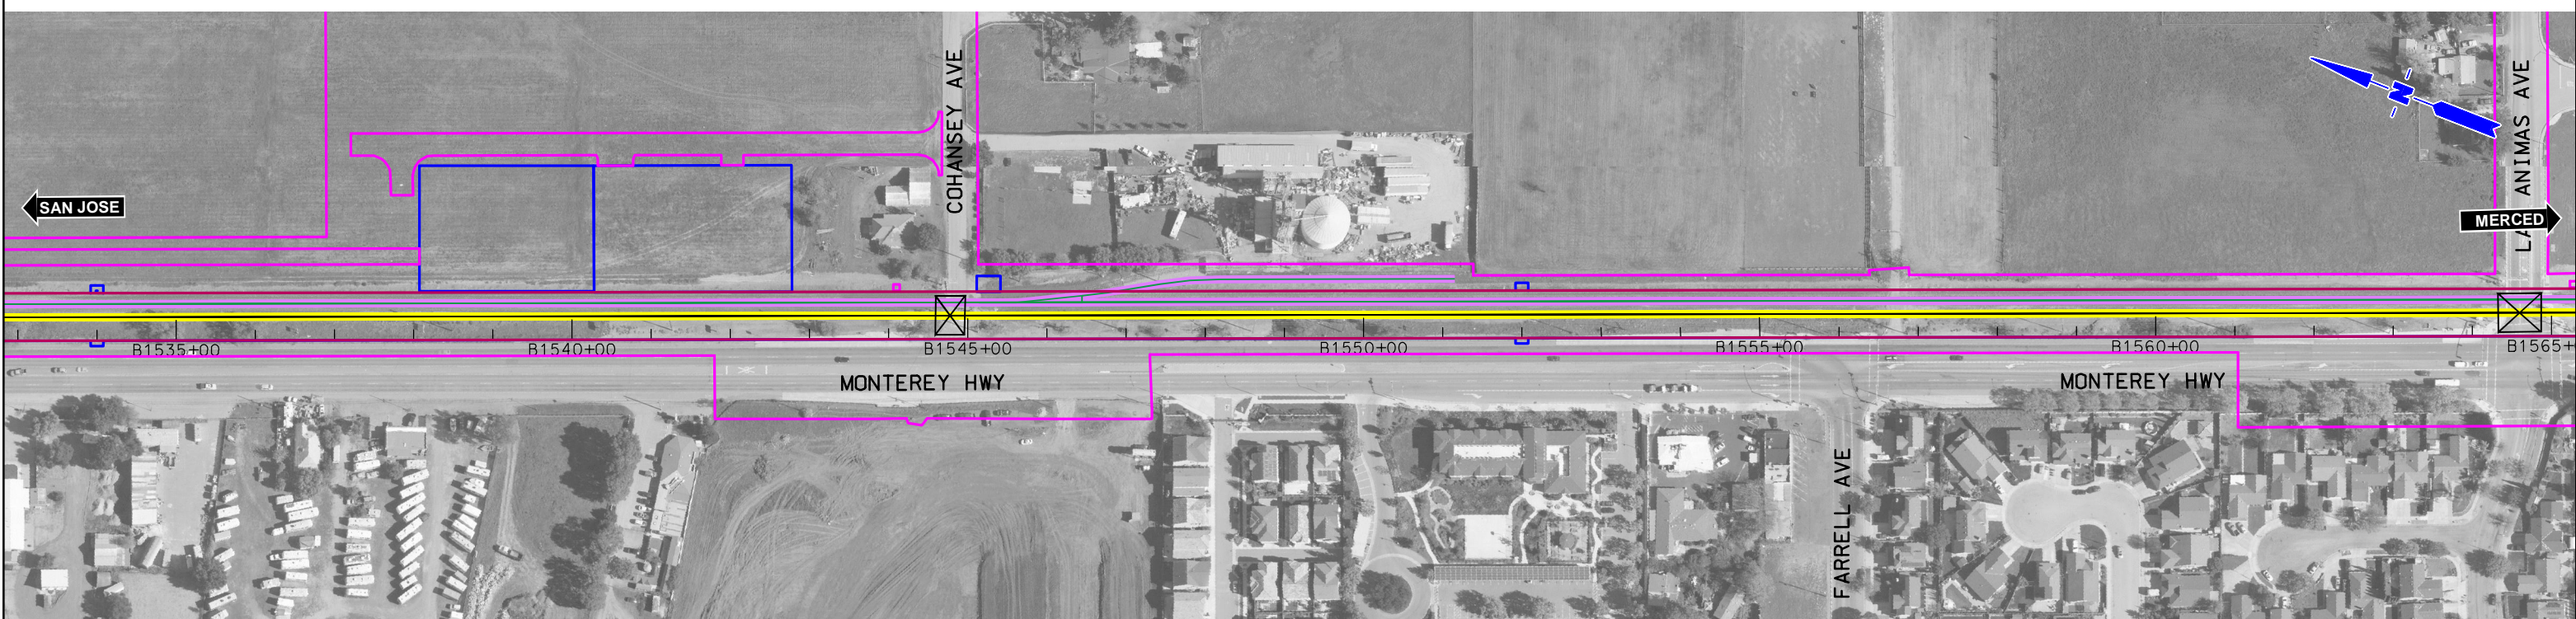 COHANSEY AVE
LAS ANIMAS AVE
N
SAN JOSE
MERCED
B1535+00
B1540+00
B1545+00
B1550+00
B1555+00
B1560+00
B1565+
MONTEREY HWY
MONTEREY HWY
FARRELL AVE